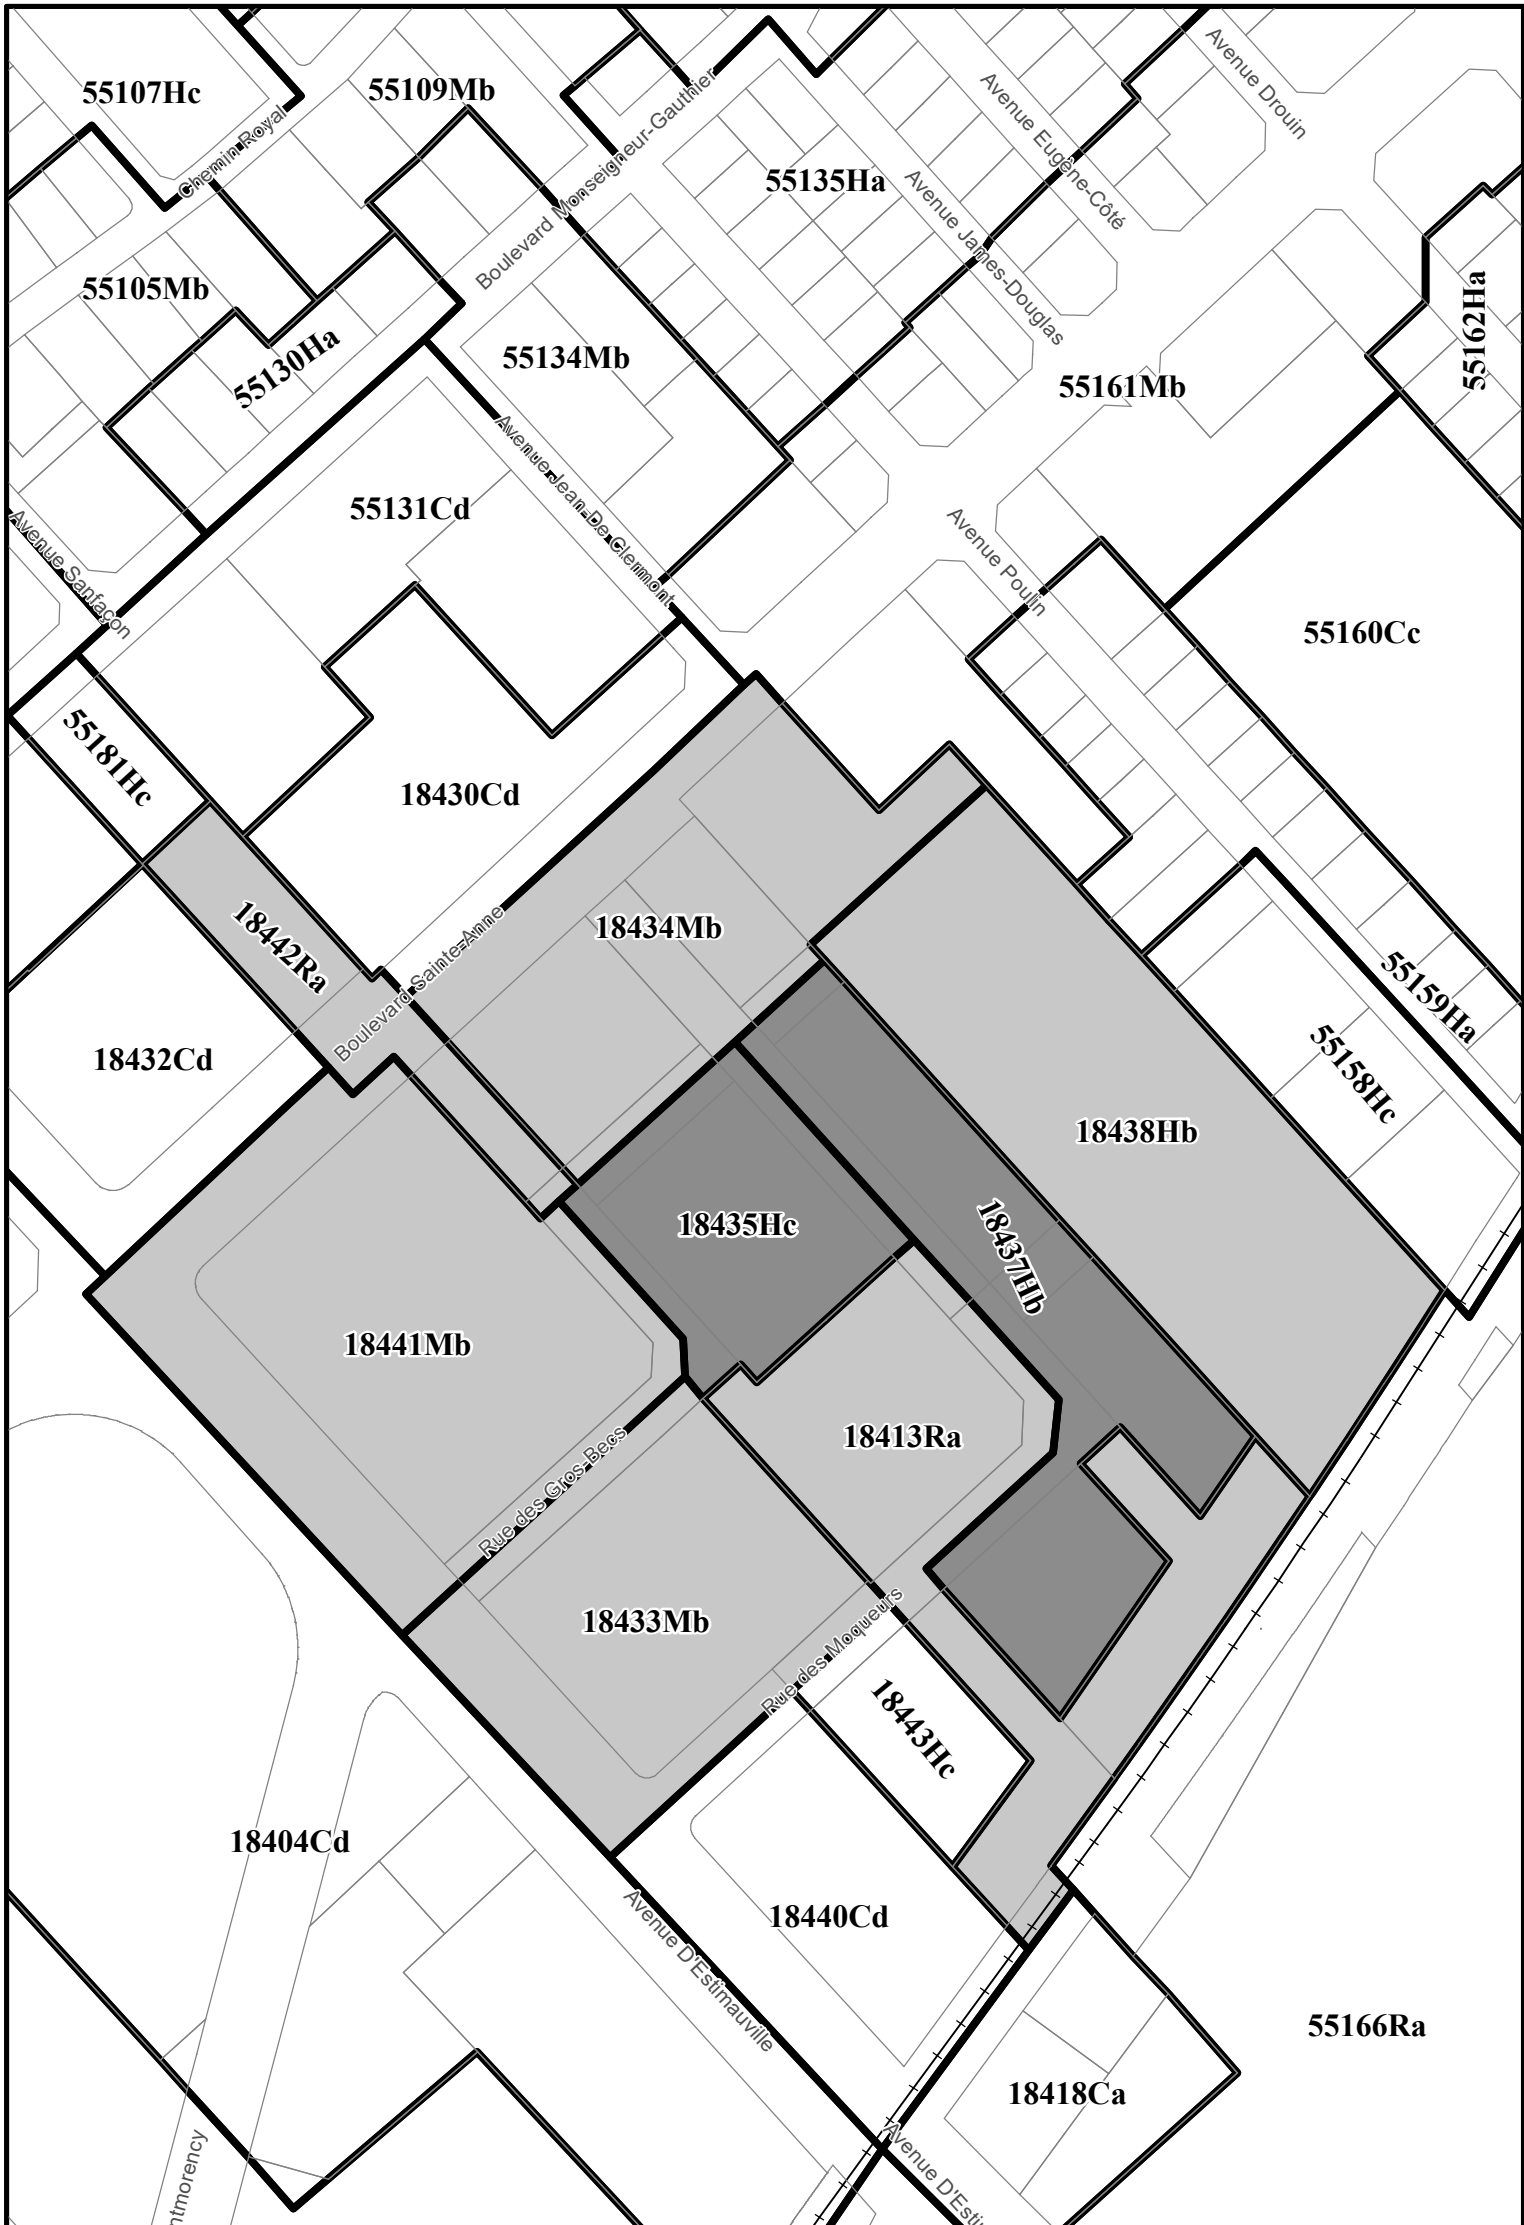 Avenue Drouin
55107Hc
55109Mb
Avenue Eugène-Côté
Chemin Royal
Boulevard Monseigneur-Gauthier
55135Ha
Avenue James-Douglas
55105Mb
55162Ha
55130Ha
55134Mb
55161Mb
Avenue Jean-De Clermont
55131Cd
Avenue Sanfaçon
Avenue Poulin
55160Cc
55181Hc
18430Cd
18442Ra
18434Mb
Boulevard Sainte-Anne
55159Ha
18432Cd
55158Hc
18438Hb
18435Hc
18437Hb
18441Mb
18413Ra
Rue des Gros-Becs
18433Mb
Rue des Moqueurs
18443Hc
18404Cd
18440Cd
Avenue D'Estimauville
55166Ra
18418Ca
ntmorency
Avenue D'Esti